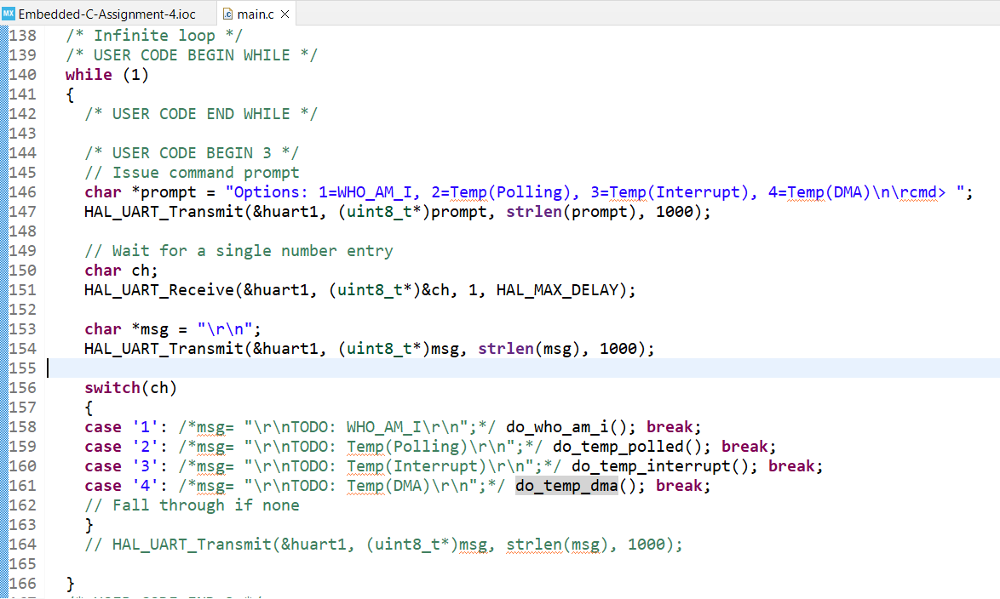 MX Embedded-C-Assignment-4.ioc main.c
138 /* Infinite loop */
139 /* USER CODE BEGIN WHILE */
140 while (1)
141 {
142 /* USER CODE END WHILE */
143
144 /* USER CODE BEGIN 3 */
145 // Issue command prompt
146 char *prompt = "Options: 1=WHO_AM_I, 2=Temp(Polling), 3=Temp(Interrupt), 4=Temp(DMA)\n\rcmd> ";
147 HAL_UART_Transmit(&huart1, (uint8_t*)prompt, strlen(prompt), 1000);
148
149 // Wait for a single number entry
150 char ch;
151 HAL_UART_Receive(&huart1, (uint8_t*)&ch, 1, HAL_MAX_DELAY);
152
153 char *msg = "\r\n";
154 HAL_UART_Transmit(&huart1, (uint8_t*)msg, strlen(msg), 1000);
155
156 switch(ch)
157 {
158 case '1': /*msg= "\r\nTODO: WHO_AM_I\r\n";*/ do_who_am_i(); break;
159 case '2': /*msg= "\r\nTODO: Temp(Polling)\r\n";*/ do_temp_polled(); break;
160 case '3': /*msg= "\r\nTODO: Temp(Interrupt)\r\n";*/ do_temp_interrupt(); break;
161 case '4': /*msg= "\r\nTODO: Temp(DMA)\r\n";*/ do_temp_dma(); break;
162 // Fall through if none
163 }
164 // HAL_UART_Transmit(&huart1, (uint8_t*)msg, strlen(msg), 1000);
165
166 }